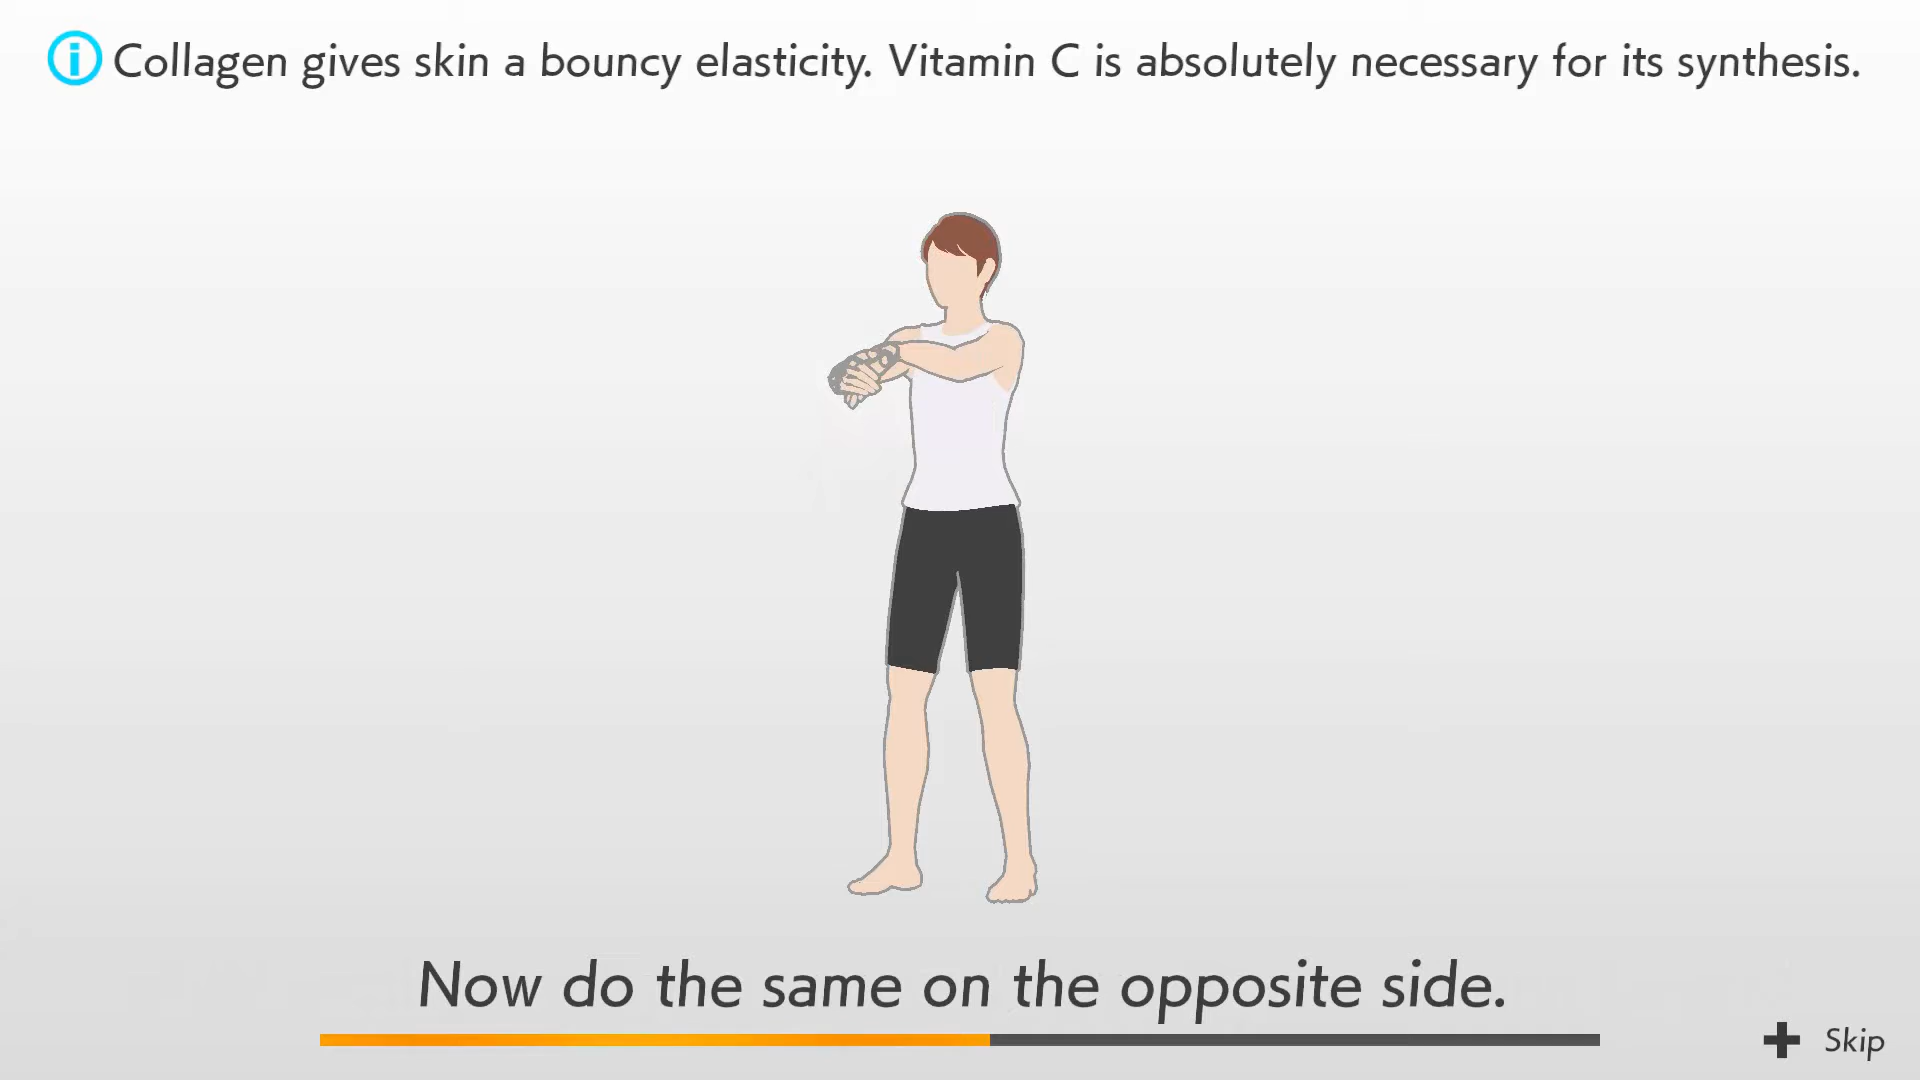 Collagen gives skin a bouncy elasticity. Vitamin C is absolutely necessary for its synthesis.
Now do the same on the opposite side.
Skip